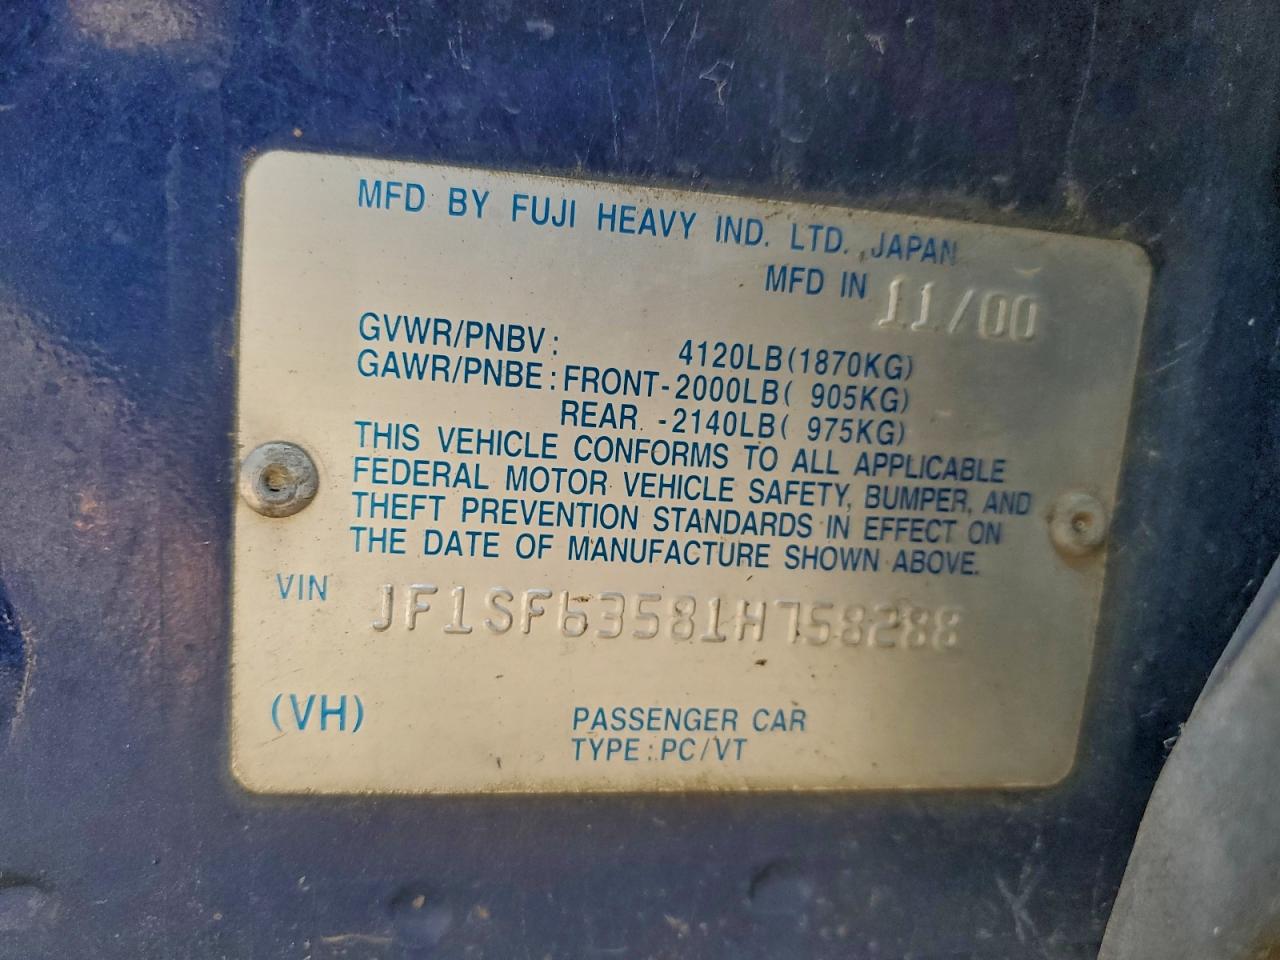 MFD BY FUJI HEAVY IND. LTD. JAPAN
MFD IN 11/00
GVWR/PNBV: 4120LB(1870KG)
GAWR/PNBE:FRONT-2000LB( 905KG)
REAR -2140LB( 975KG)
THIS VEHICLE CONFORMS TO ALL APPLICABLE
FEDERAL MOTOR VEHICLE SAFETY, BUMPER, AND
THEFT PREVENTION STANDARDS IN EFFECT ON
THE DATE OF MANUFACTURE SHOWN ABOVE.
VIN JF1SF63581H758288
(VH) PASSENGER CAR
TYPE:PC/VT